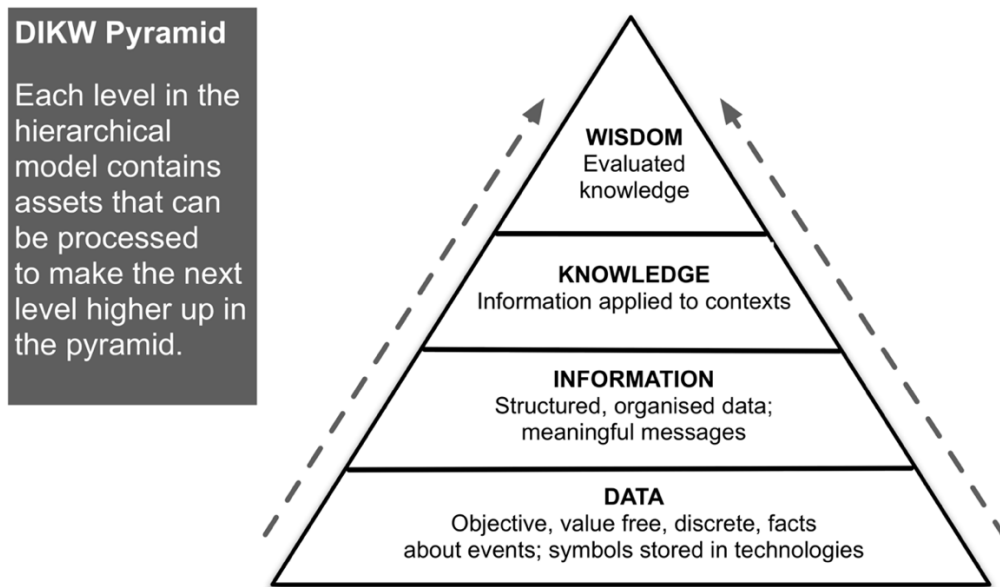 DIKW Pyramid
Each level in the
hierarchical
model contains
assets that can
be processed
to make the next
level higher up in
the pyramid.
WISDOM
Evaluated
knowledge
KNOWLEDGE
Information applied to contexts
INFORMATION
Structured, organised data;
meaningful messages
DATA
Objective, value free, discrete, facts
about events; symbols stored in technologies